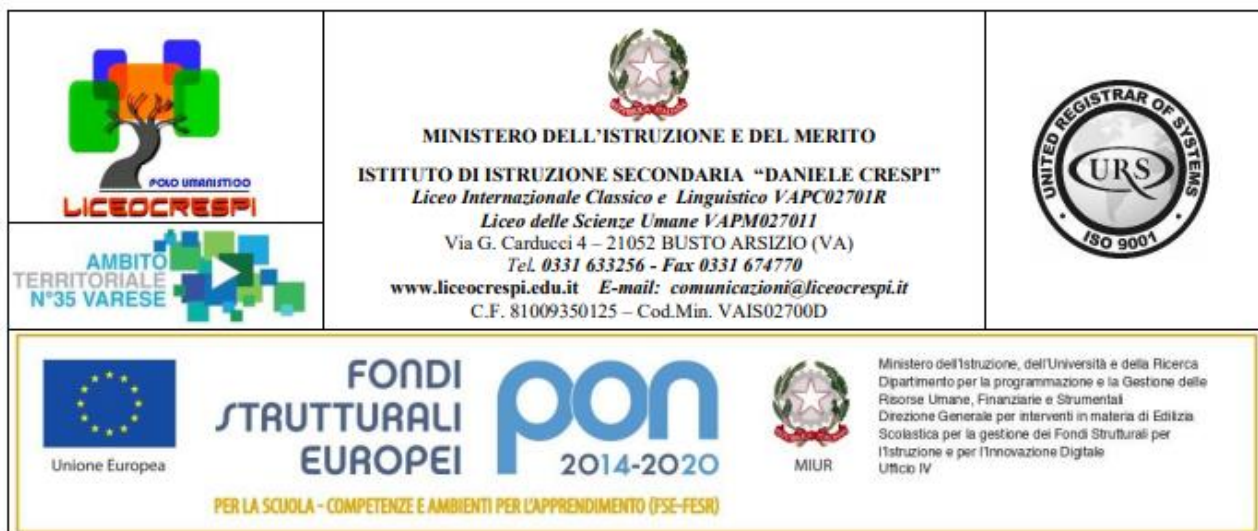 POLO UMANISTICO
LICEOCRESPI
AMBITO
TERRITORIALE
N°35 VARESE
REPVBBLICA ITALIANA
MINISTERO DELL'ISTRUZIONE E DEL MERITO
ISTITUTO DI ISTRUZIONE SECONDARIA “DANIELE CRESPI”
Liceo Internazionale Classico e Linguistico VAPC02701R
Liceo delle Scienze Umane VAPM027011
Via G. Carducci 4 – 21052 BUSTO ARSIZIO (VA)
Tel. 0331 633256 - Fax 0331 674770
www.liceocrespi.edu.it E-mail: comunicazioni@liceocrespi.it
C.F. 81009350125 – Cod.Min. VAIS02700D
UNITED REGISTRAR OF SYSTEMS
URS
ISO 9001
Unione Europea
FONDI
STRUTTURALI
EUROPEI
pon
2014-2020
PER LA SCUOLA - COMPETENZE E AMBIENTI PER L'APPRENDIMENTO (FSE-FESR)
MIUR
Ministero dell'Istruzione, dell'Università e della Ricerca
Dipartimento per la programmazione e la Gestione delle
Risorse Umane, Finanziarie e Strumentali
Direzione Generale per interventi in materia di Edilizia
Scolastica per la gestione dei Fondi Strutturali per
l'Istruzione e per l'Innovazione Digitale
Ufficio IV